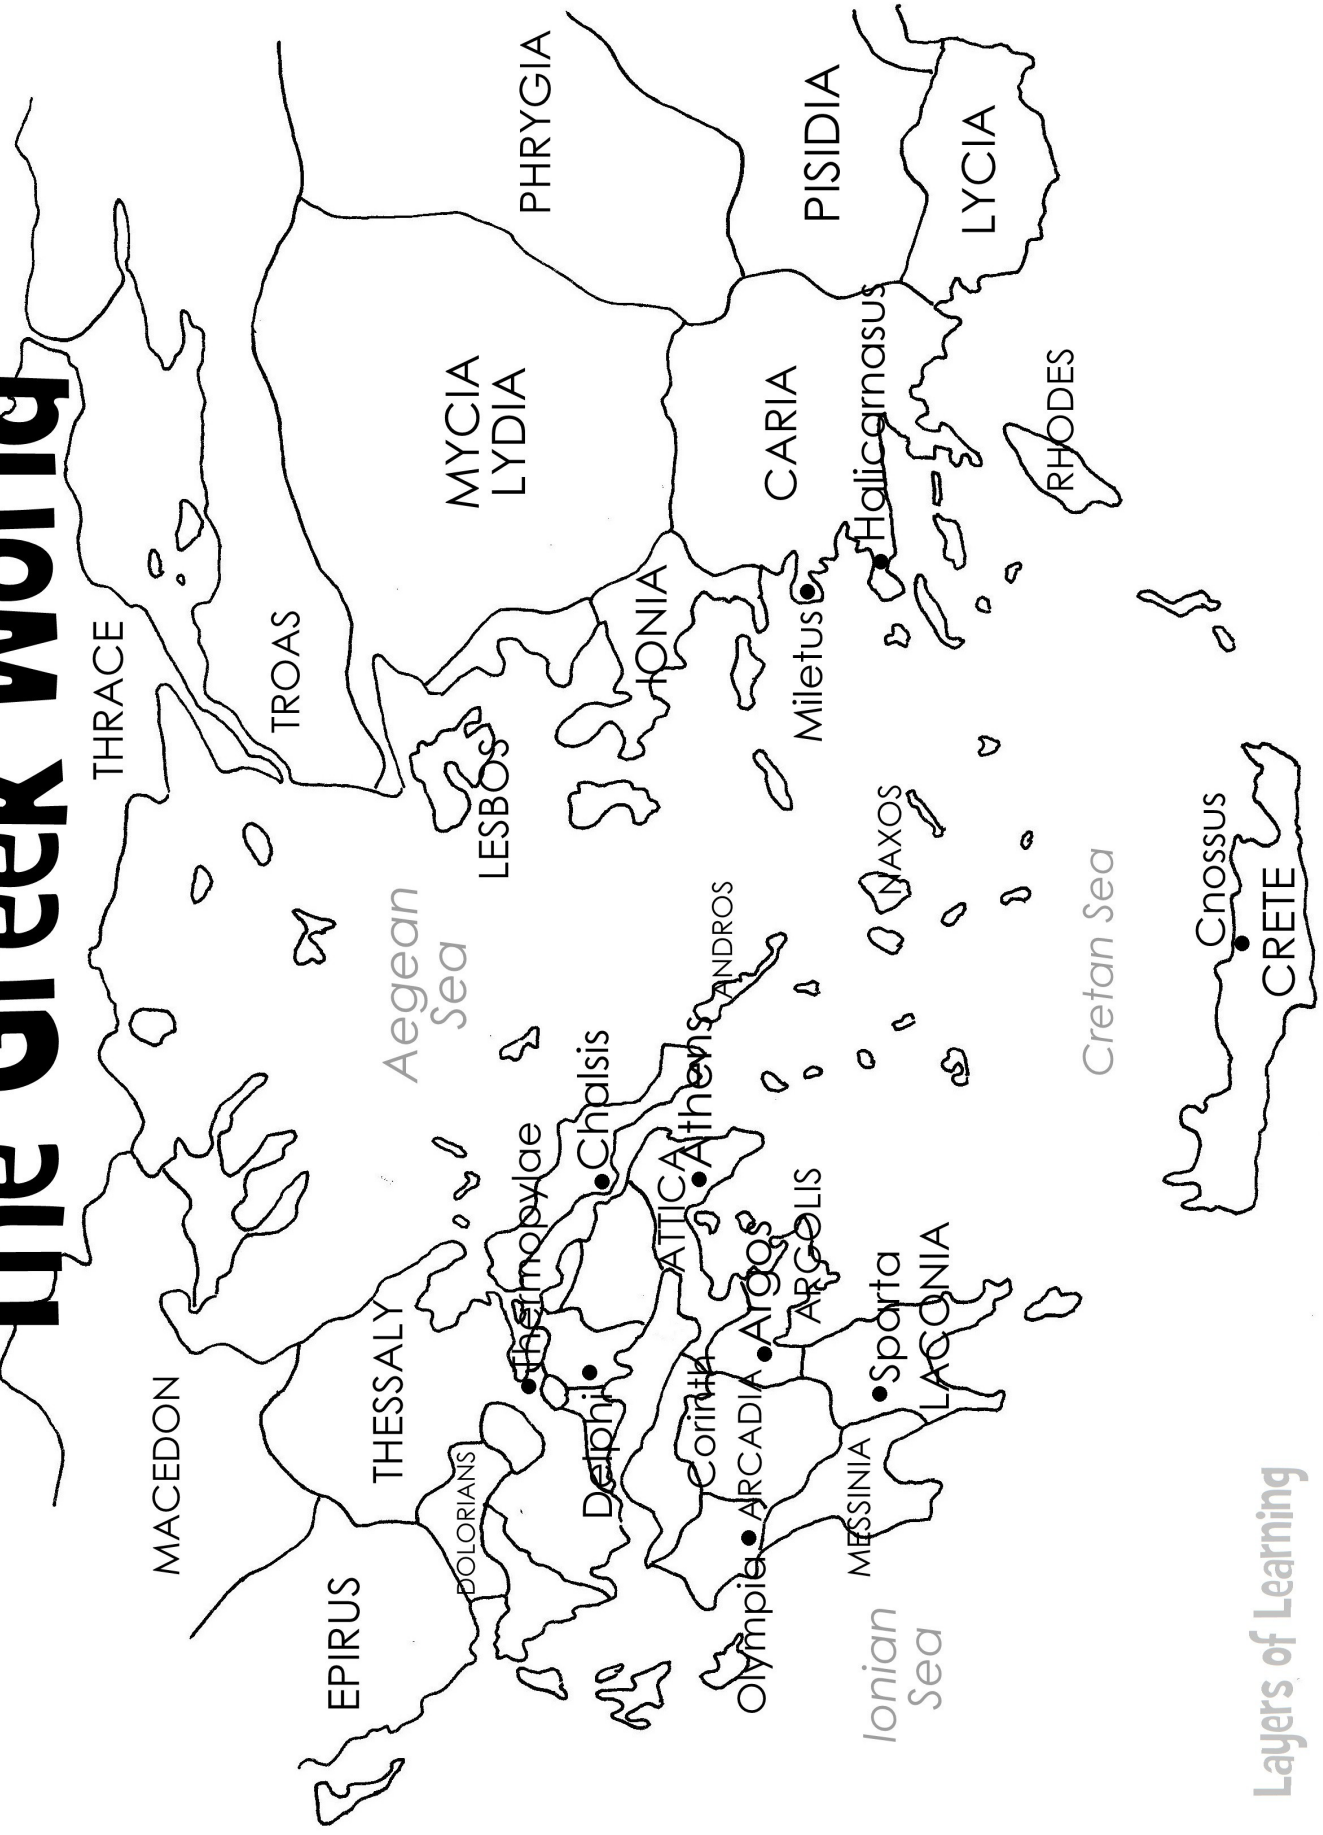 The Greek World
THRACE
MACEDON
TROAS
PHRYGIA
EPIRUS
THESSALY
Aegean
Sea
MYCIA
LYDIA
LESBOS
DOLORIANS
Thermopylae
Chalsis
Delphi
IONIA
PISIDIA
CARIA
ATTICA
Athens
ANDROS
Corinth
ARCADIA
Argos
Olympia
ARCOLIS
Miletus
Halicarnasus
LYCIA
NAXOS
MESSINIA
Sparta
LACONIA
Ionian
Sea
RHODES
Cretan Sea
Cnossus
CRETE
Layers of Learning